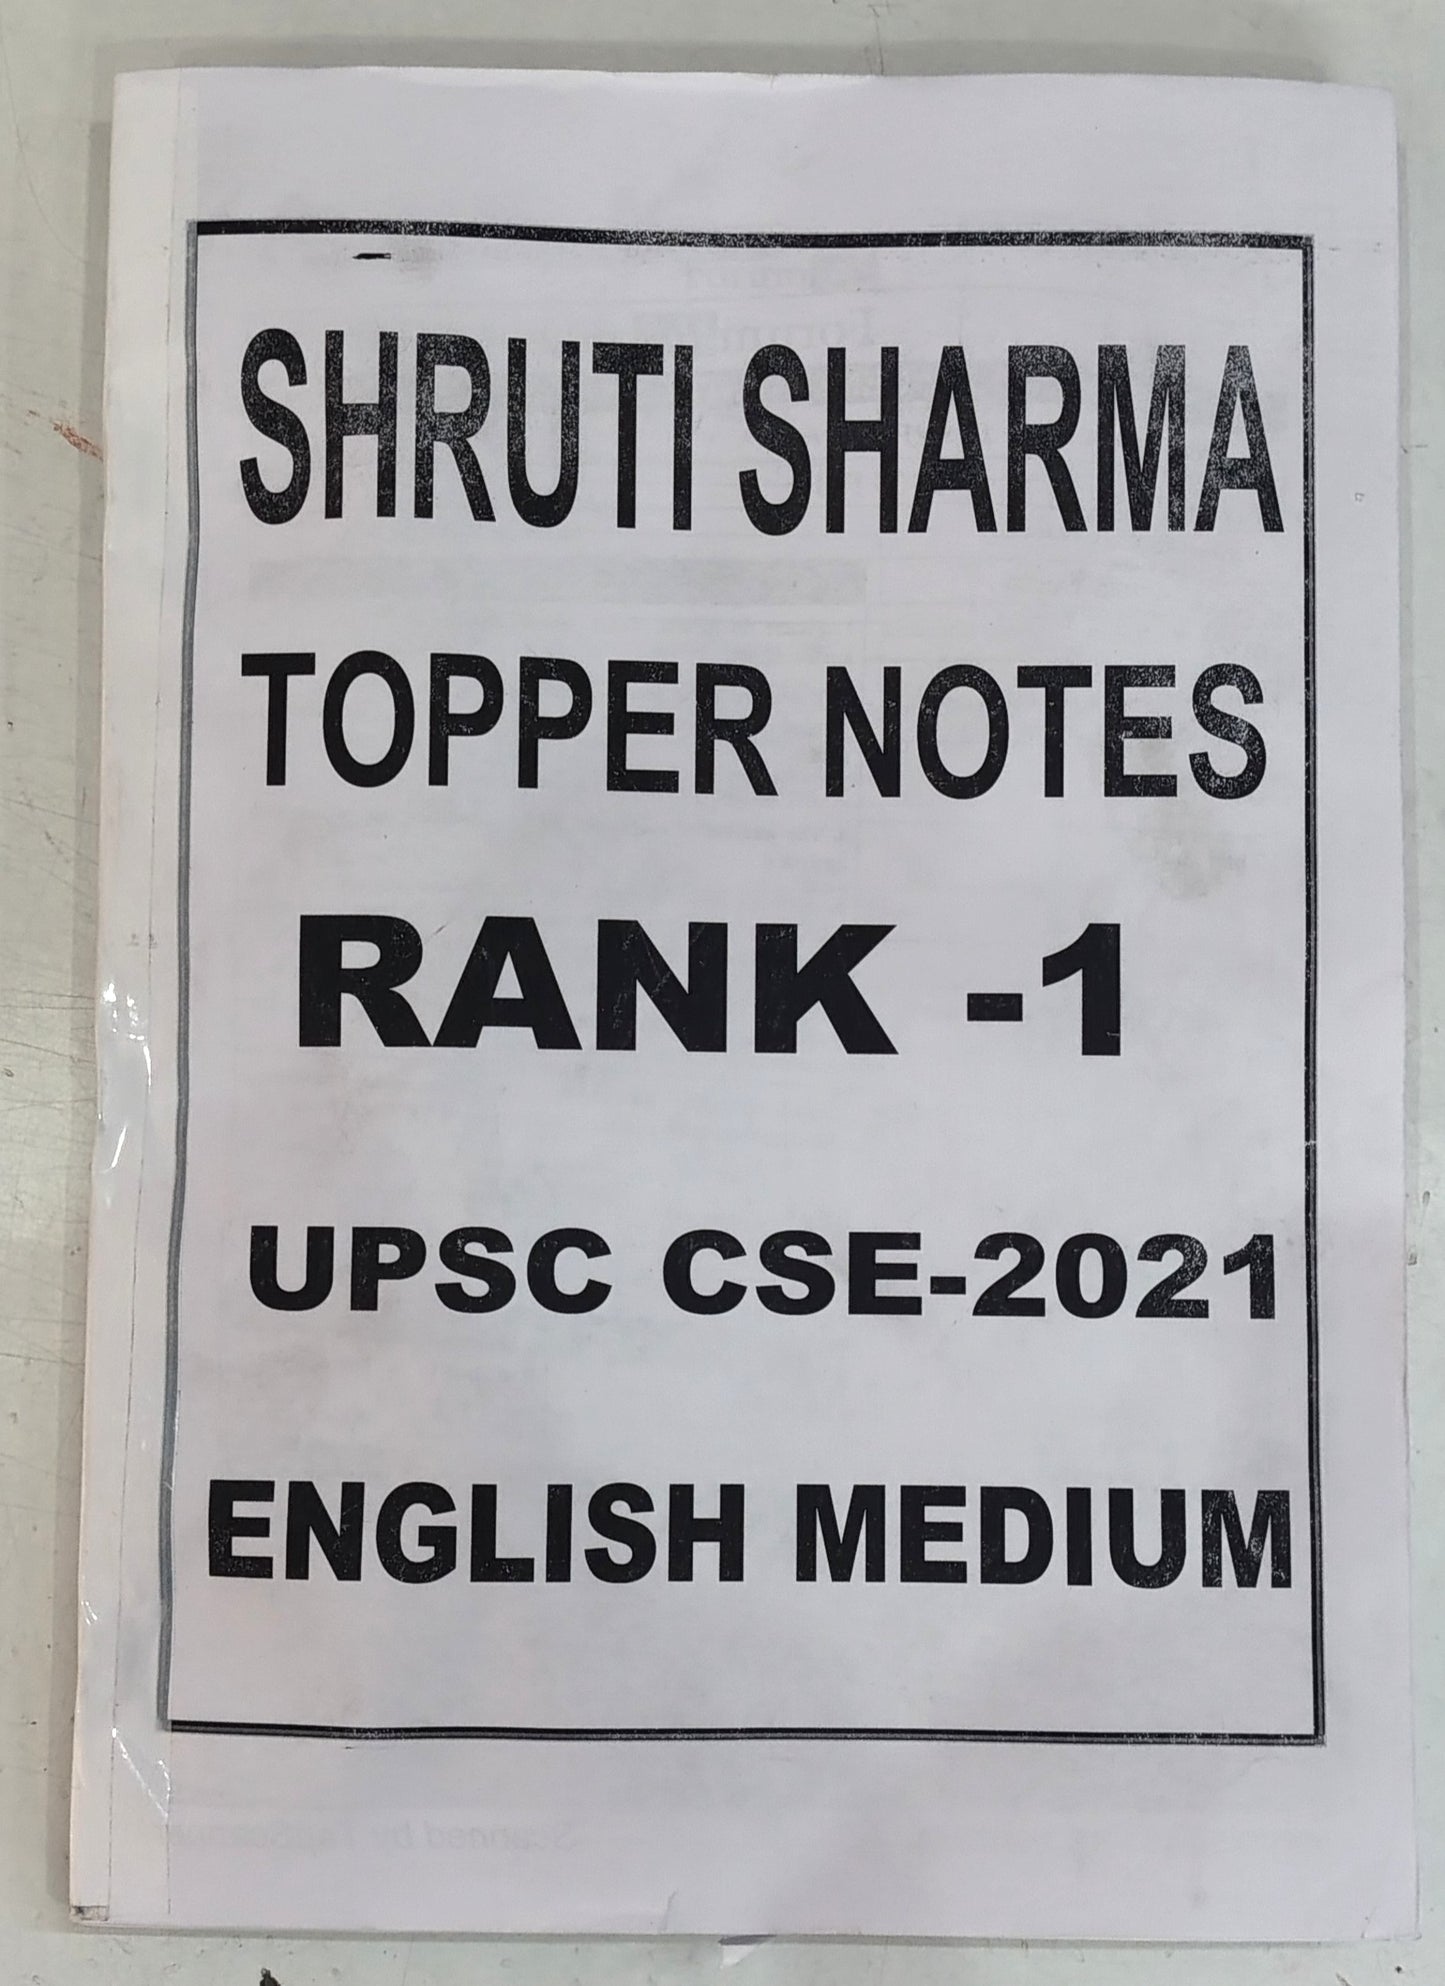 SHRUTI SHARMA
TOPPER NOTES
RANK -1
UPSC CSE-2021
ENGLISH MEDIUM